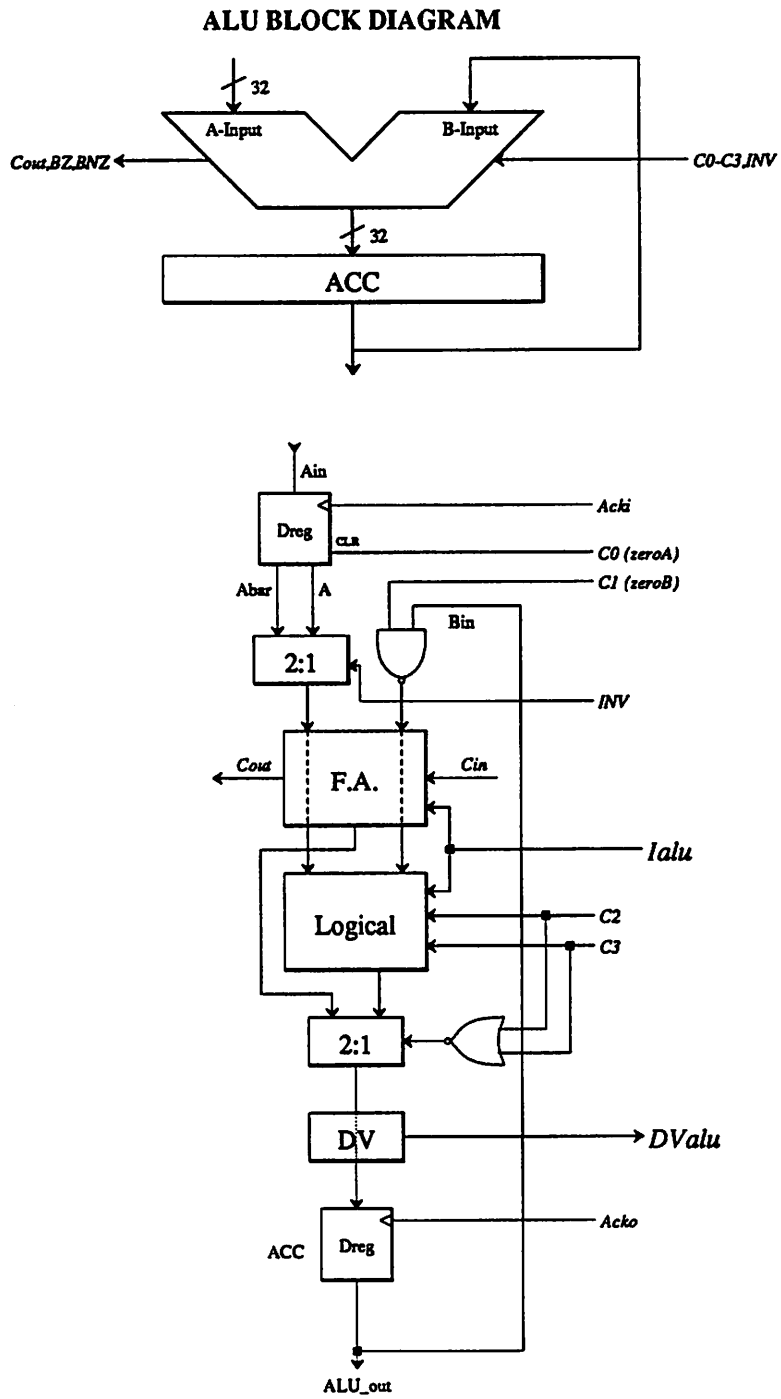 ALU BLOCK DIAGRAM
32
A-Input
B-Input
Cout,BZ,BNZ
C0-C3,INV
32
ACC
Ain
Acki
Dreg
CLR
C0 (zeroA)
C1 (zeroB)
Abar
A
Bin
2:1
INV
Cout
F.A.
Cin
Ialu
Logical
C2
C3
2:1
DV
DValu
ACC
Dreg
Acko
ALU_out